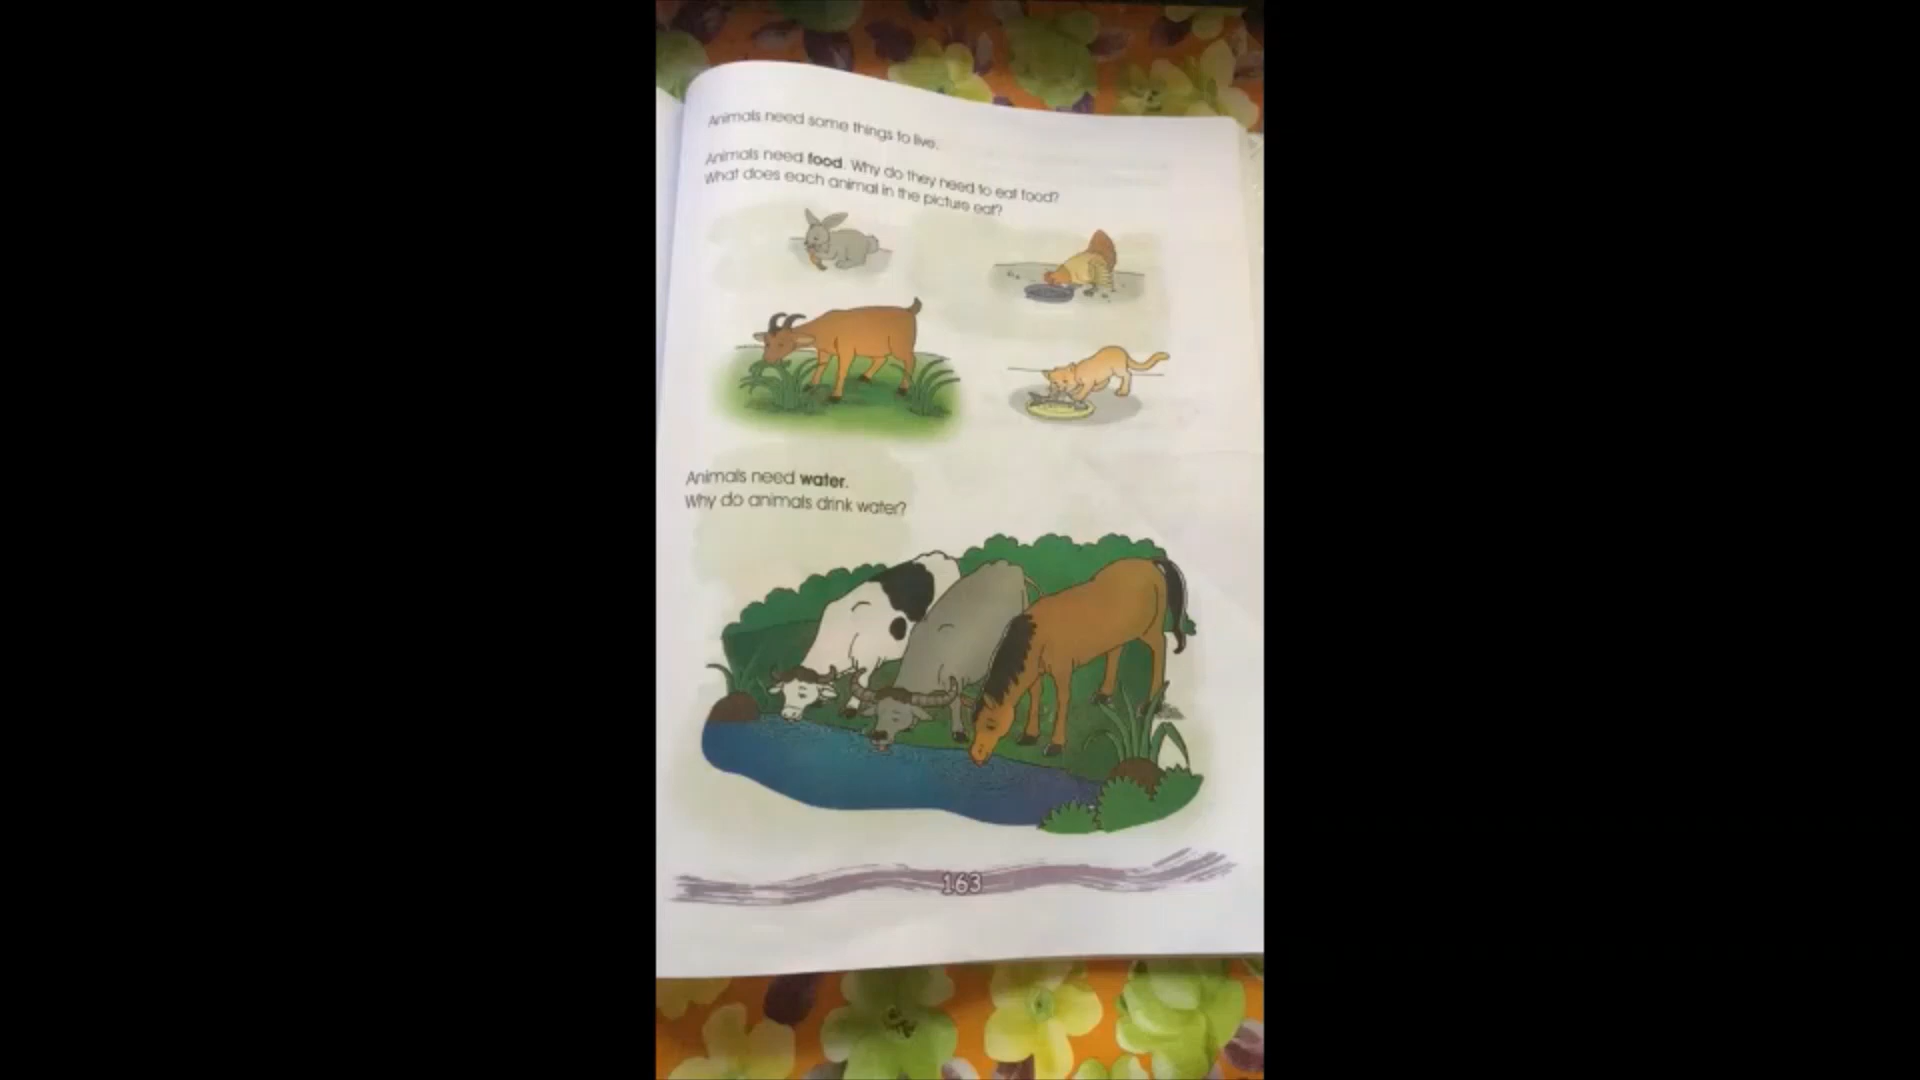 Animals need some things to live.
Animals need food. Why do they need to eat food?
What does each animal in the picture eat?
Animals need water.
Why do animals drink water?
163